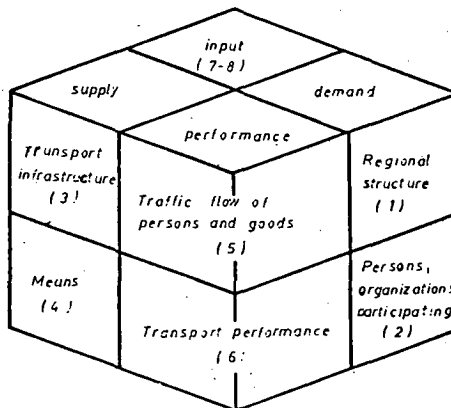 input
(7-8)
supply
demand
performance
Transport
infrastructure
(3)
Traffic flow of
persons and goods
(5)
Regional
structure
(1)
Means
(4)
Transport performance
(6)
Persons,
organizations
participating
(2)